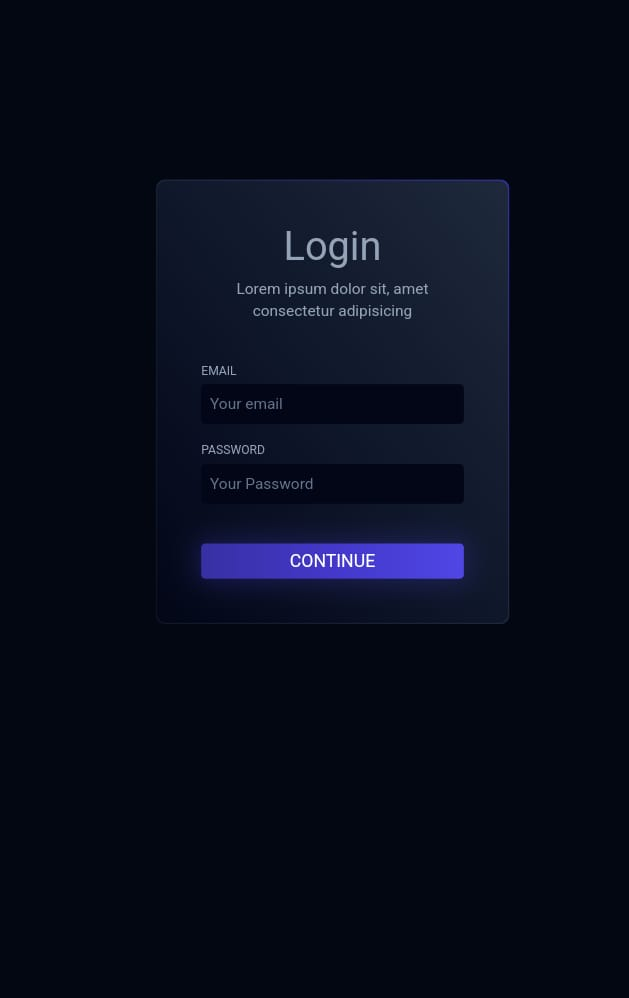 Login
Lorem ipsum dolor sit, amet
consectetur adipisicing
EMAIL
Your email
PASSWORD
Your Password
CONTINUE